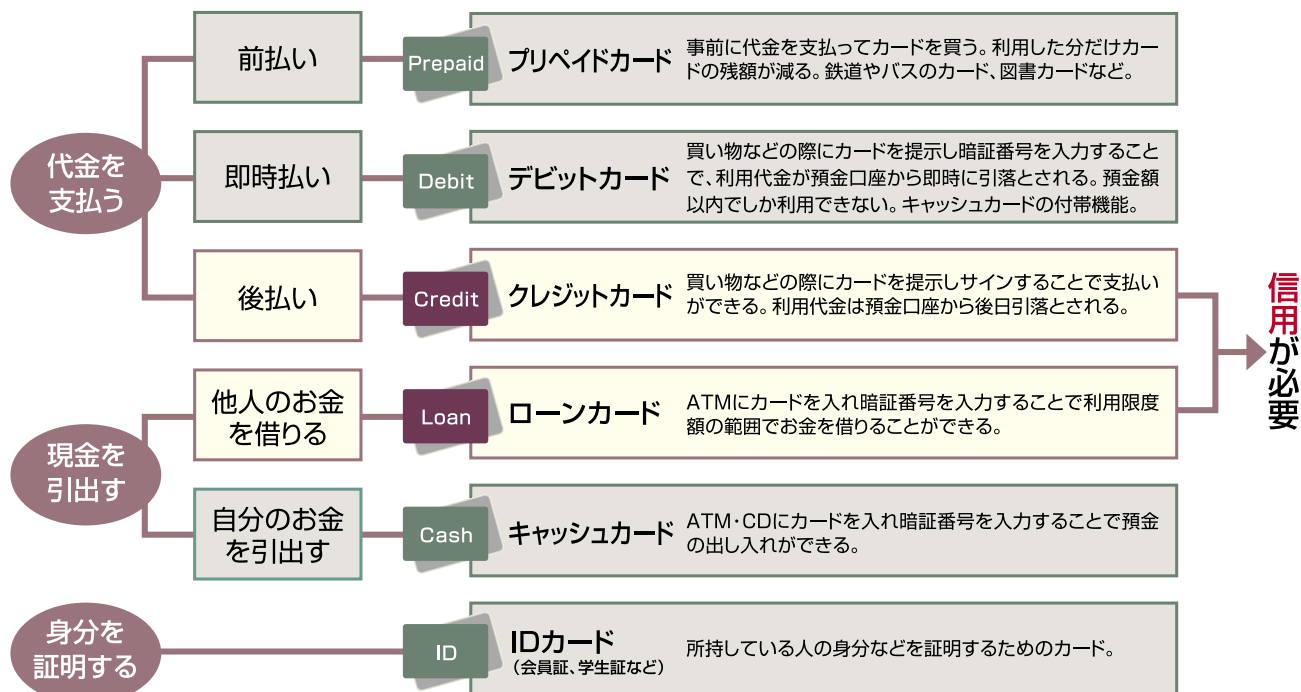 代金を
支払う
前払い
Prepaid
プリペイドカード
事前に代金を支払ってカードを買う。利用した分だけカー
ドの残額が減る。鉄道やバスのカード、図書カードなど。
即時払い
Debit
デビットカード
買い物などの際にカードを提示し暗証番号を入力すること
で、利用代金が預金口座から即時に引落とされる。預金額
以内でしか利用できない。キャッシュカードの付帯機能。
後払い
Credit
クレジットカード
買い物などの際にカードを提示しサインすることで支払い
ができる。利用代金は預金口座から後日引落とされる。
現金を
引出す
他人のお金
を借りる
Loan
ローンカード
ATMにカードを入れ暗証番号を入力することで利用限度
額の範囲でお金を借りることができる。
信用が必要
自分のお金
を引出す
Cash
キャッシュカード
ATM・CDにカードを入れ暗証番号を入力することで預金
の出し入れができる。
身分を
証明する
ID
IDカード
（会員証、学生証など）
所持している人の身分などを証明するためのカード。